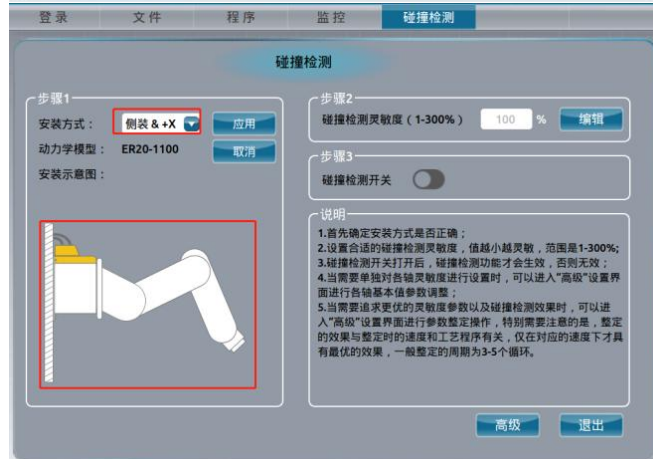 登录 文件 程序 监控 碰撞检测
碰撞检测
步骤1
安装方式： 侧装 & +X 应用
动力学模型： ER20-1100 取消
安装示意图：
步骤2
碰撞检测灵敏度（1-300%） 100 % 编辑
步骤3
碰撞检测开关
说明
1.首先确定安装方式是否正确；
2.设置合适的碰撞检测灵敏度，值越小越灵敏，范围是1-300%;
3.碰撞检测开关打开后，碰撞检测功能才会生效，否则无效；
4.当需要单独对各轴灵敏度进行设置时，可以进入“高级”设置界
面进行各轴基本值参数调整；
5.当需要追求更优的灵敏度参数以及碰撞检测效果时，可以进
入“高级”设置界面进行参数整定操作，特别需要注意的是，整定
的效果与整定时的速度和工艺程序有关，仅在对应的速度下才具
有最优的效果，一般整定的周期为3-5个循环。
高级 退出